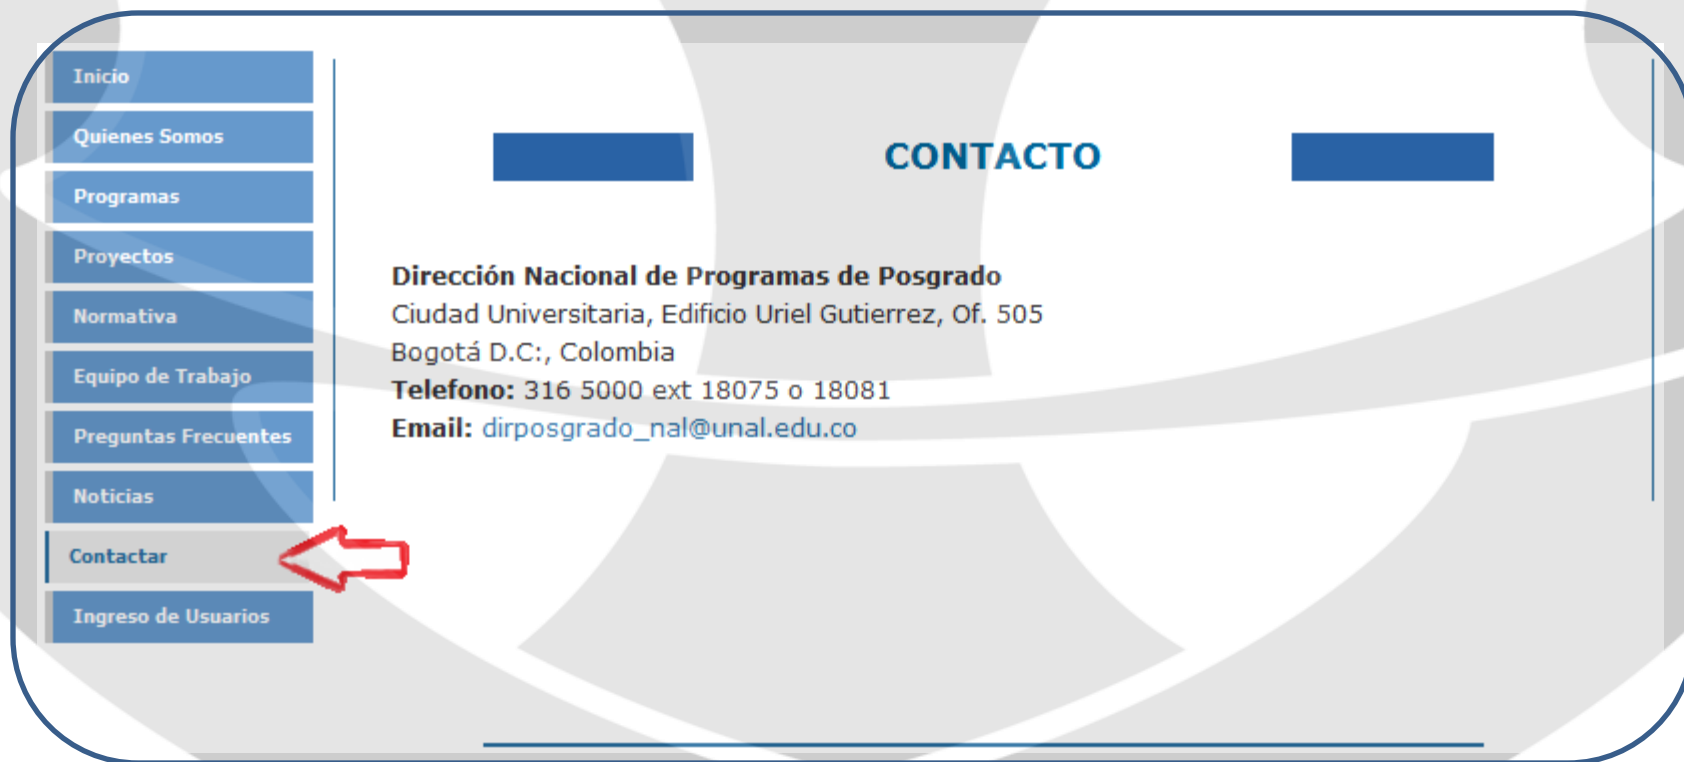 Inicio
Quienes Somos
Programas
Proyectos
Normativa
Equipo de Trabajo
Preguntas Frecuentes
Noticias
Contactar
Ingreso de Usuarios
CONTACTO
Dirección Nacional de Programas de Posgrado
Ciudad Universitaria, Edificio Uriel Gutierrez, Of. 505
Bogotá D.C:, Colombia
Telefono: 316 5000 ext 18075 o 18081
Email: dirposgrado_nal@unal.edu.co